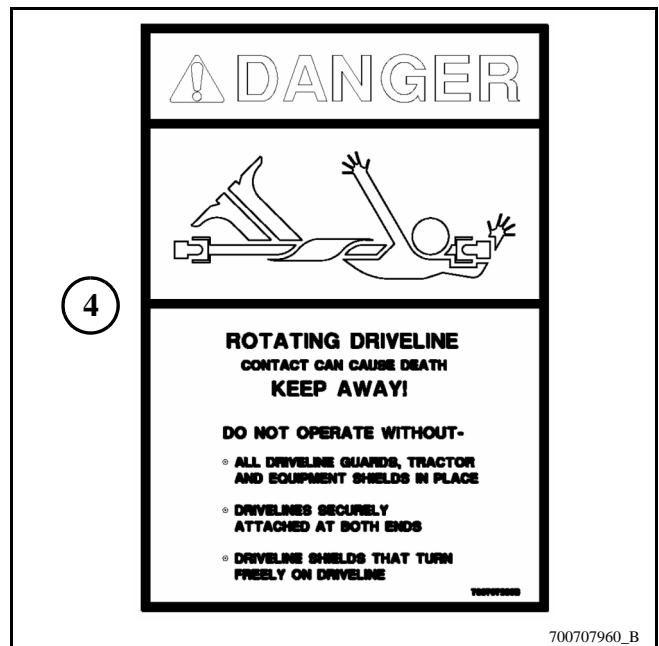 DANGER
4
ROTATING DRIVELINE
CONTACT CAN CAUSE DEATH
KEEP AWAY!
DO NOT OPERATE WITHOUT-
ALL DRIVELINE GUARDS, TRACTOR
AND EQUIPMENT SHIELDS IN PLACE
DRIVELINES SECURELY
ATTACHED AT BOTH ENDS
DRIVELINE SHIELDS THAT TURN
FREELY ON DRIVELINE
700707960_B